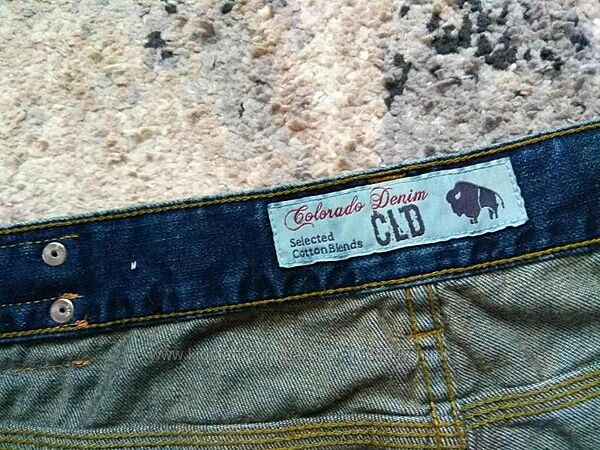 Colorado Denim
CLD
Selected
Cotton Blends